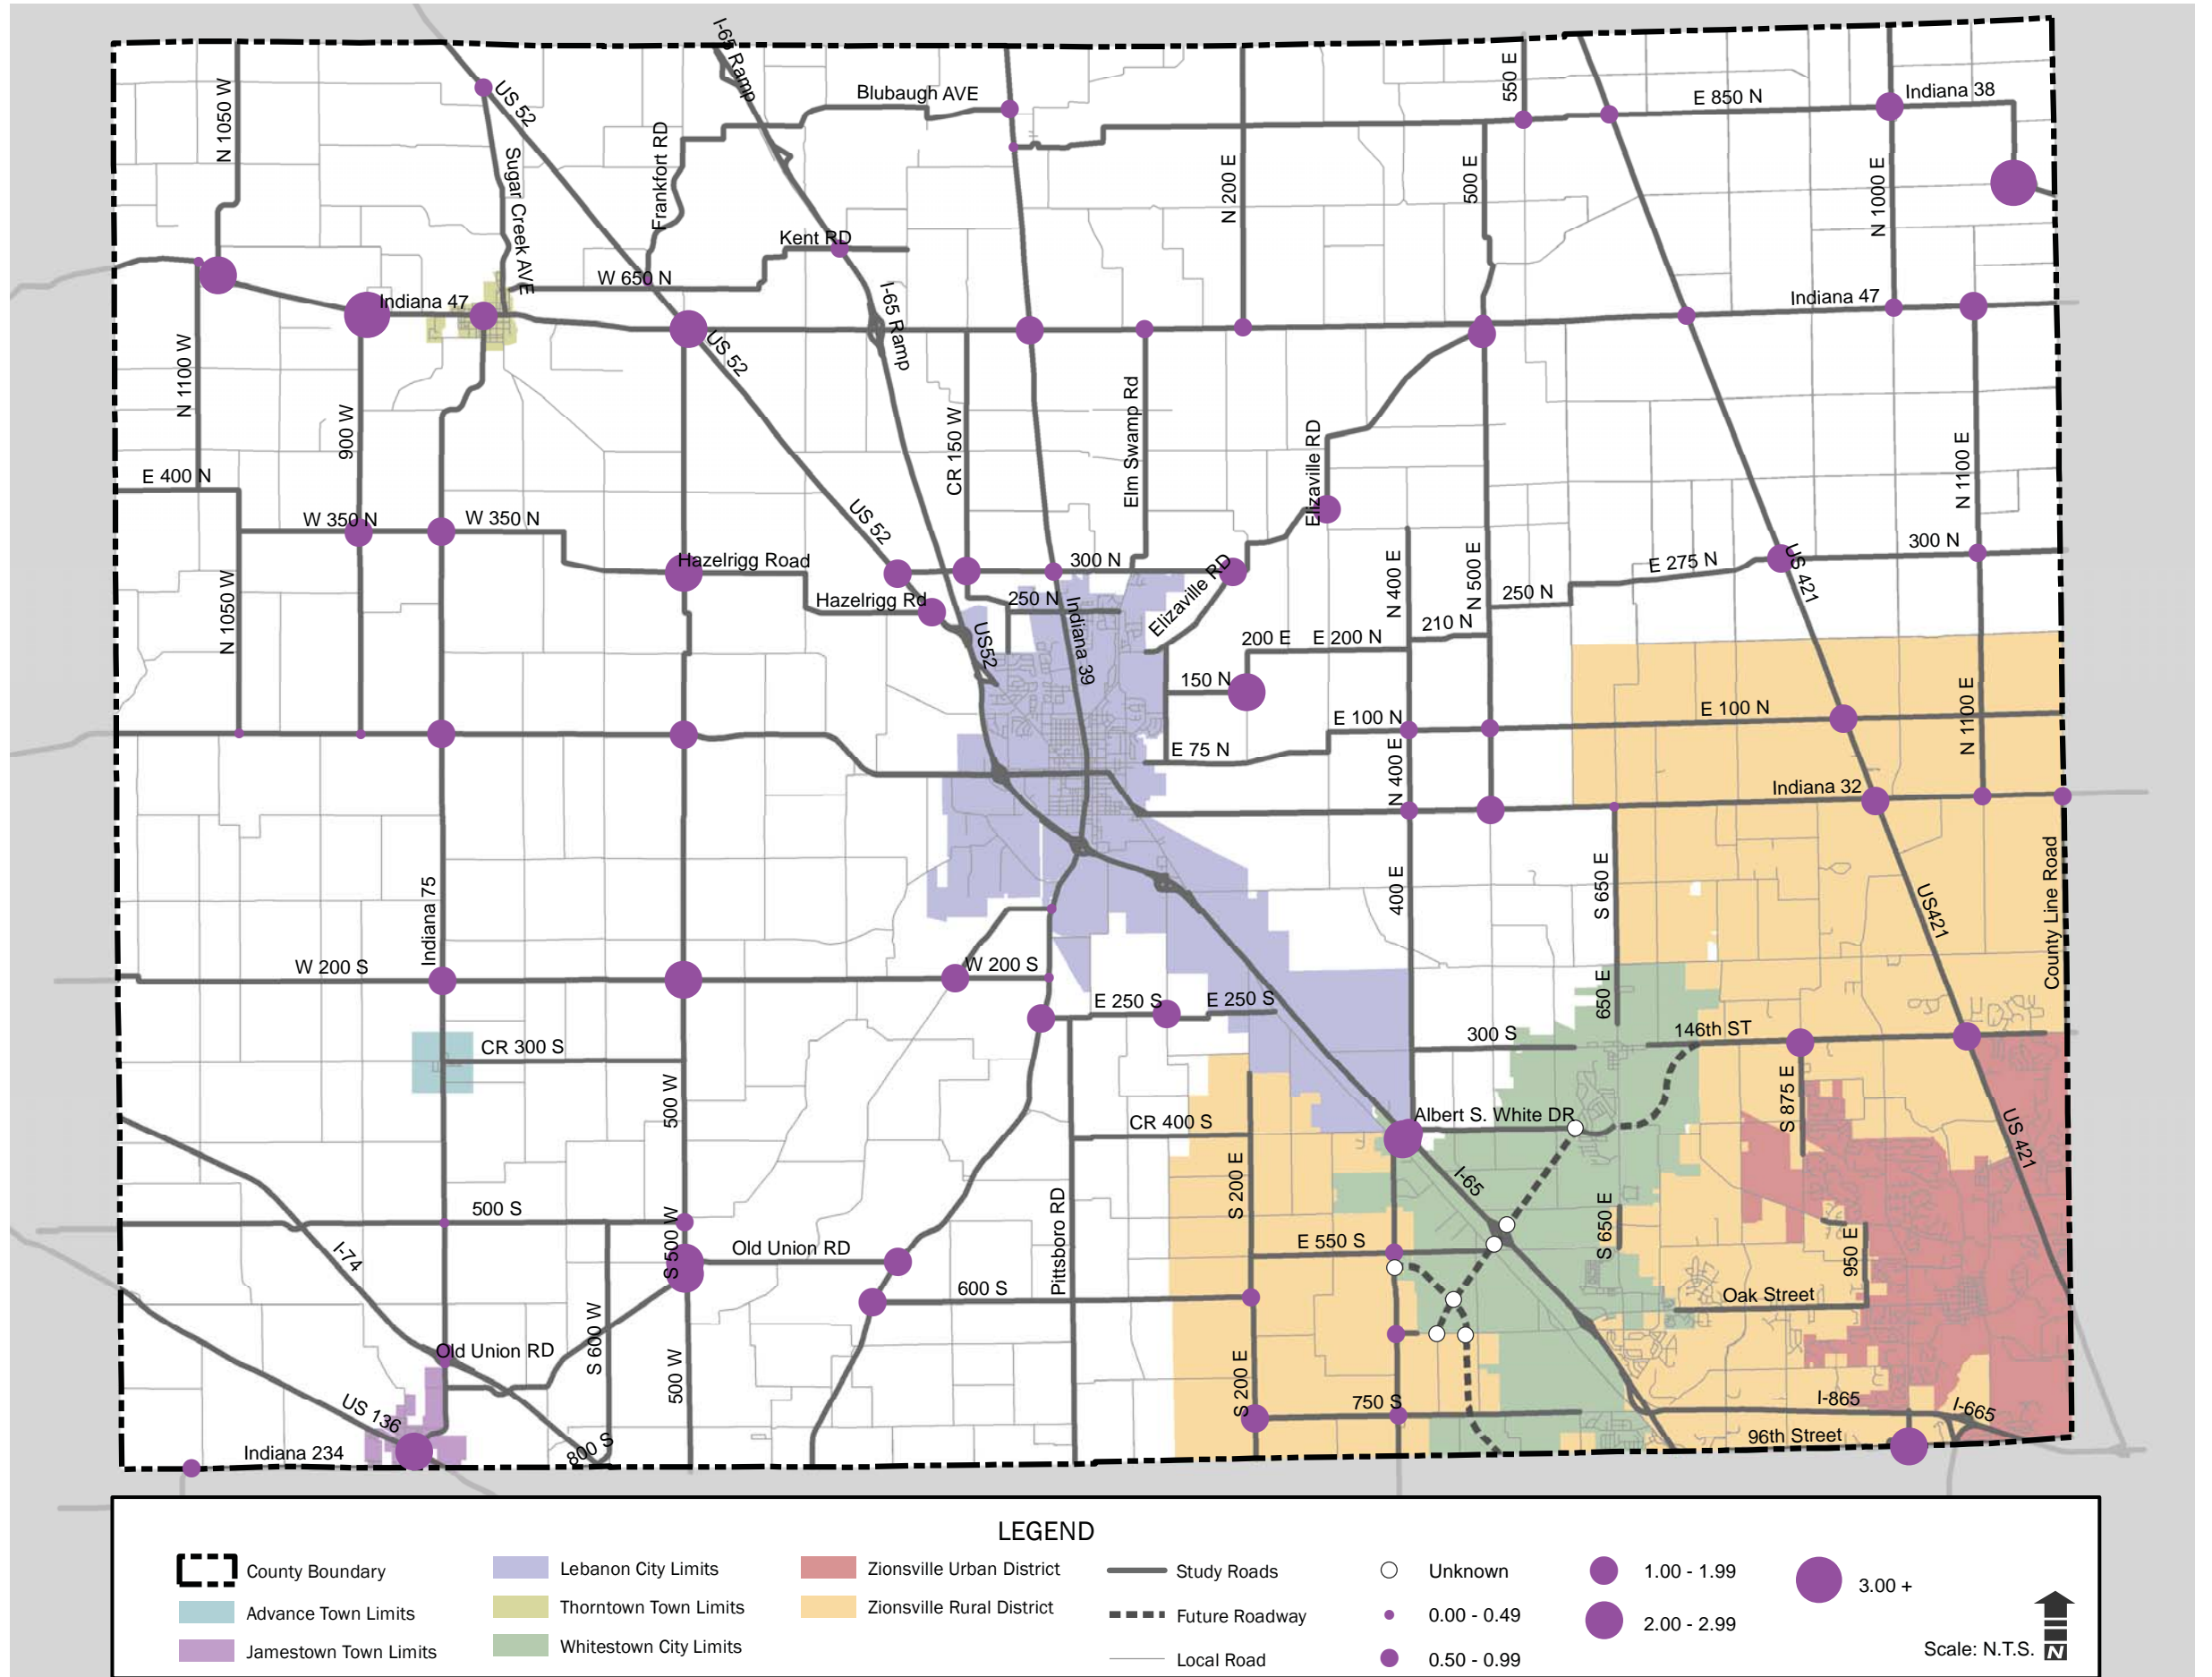 I-65 Ramp
550 E
Indiana 38
E 850 N
Blubaugh AVE
N 1050 W
US 52
Frankfort RD
Sugar Creek AVE
N 200 E
500 E
N 1000 E
Kent RD
W 650 N
Indiana 47
Indiana 47
I-65 Ramp
US 52
N 1100 W
900 W
CR 150 W
Elm Swamp Rd
Elizaville RD
N 1100 E
E 400 N
W 350 N
W 350 N
US 52
Hazelrigg Road
300 N
E 275 N
300 N
US 421
N 400 E
N 500 E
250 N
Hazelrigg Rd
250 N
Elizaville RD
N 1050 W
US52
Indiana 39
210 N
200 E
E 200 N
150 N
E 100 N
E 100 N
N 1100 E
E 75 N
N 400 E
Indiana 32
400 E
S 650 E
Indiana 75
US421
County Line Road
W 200 S
W 200 S
E 250 S
E 250 S
650 E
300 S
146th ST
CR 300 S
500 W
S 875 E
Albert S. White DR
CR 400 S
US 421
S 200 E
I-65
500 S
S 500 W
Old Union RD
Pittsboro RD
E 550 S
S 650 E
950 E
I-74
600 S
Oak Street
S 600 W
Old Union RD
500 W
S 200 E
750 S
I-865
I-665
US 136
96th Street
Indiana 234
800 S
LEGEND
County Boundary
Advance Town Limits
Jamestown Town Limits
Lebanon City Limits
Thorntown Town Limits
Whitestown City Limits
Zionsville Urban District
Zionsville Rural District
Study Roads
Future Roadway
Local Road
Unknown
0.00 - 0.49
0.50 - 0.99
1.00 - 1.99
2.00 - 2.99
3.00 +
Scale: N.T.S.
N